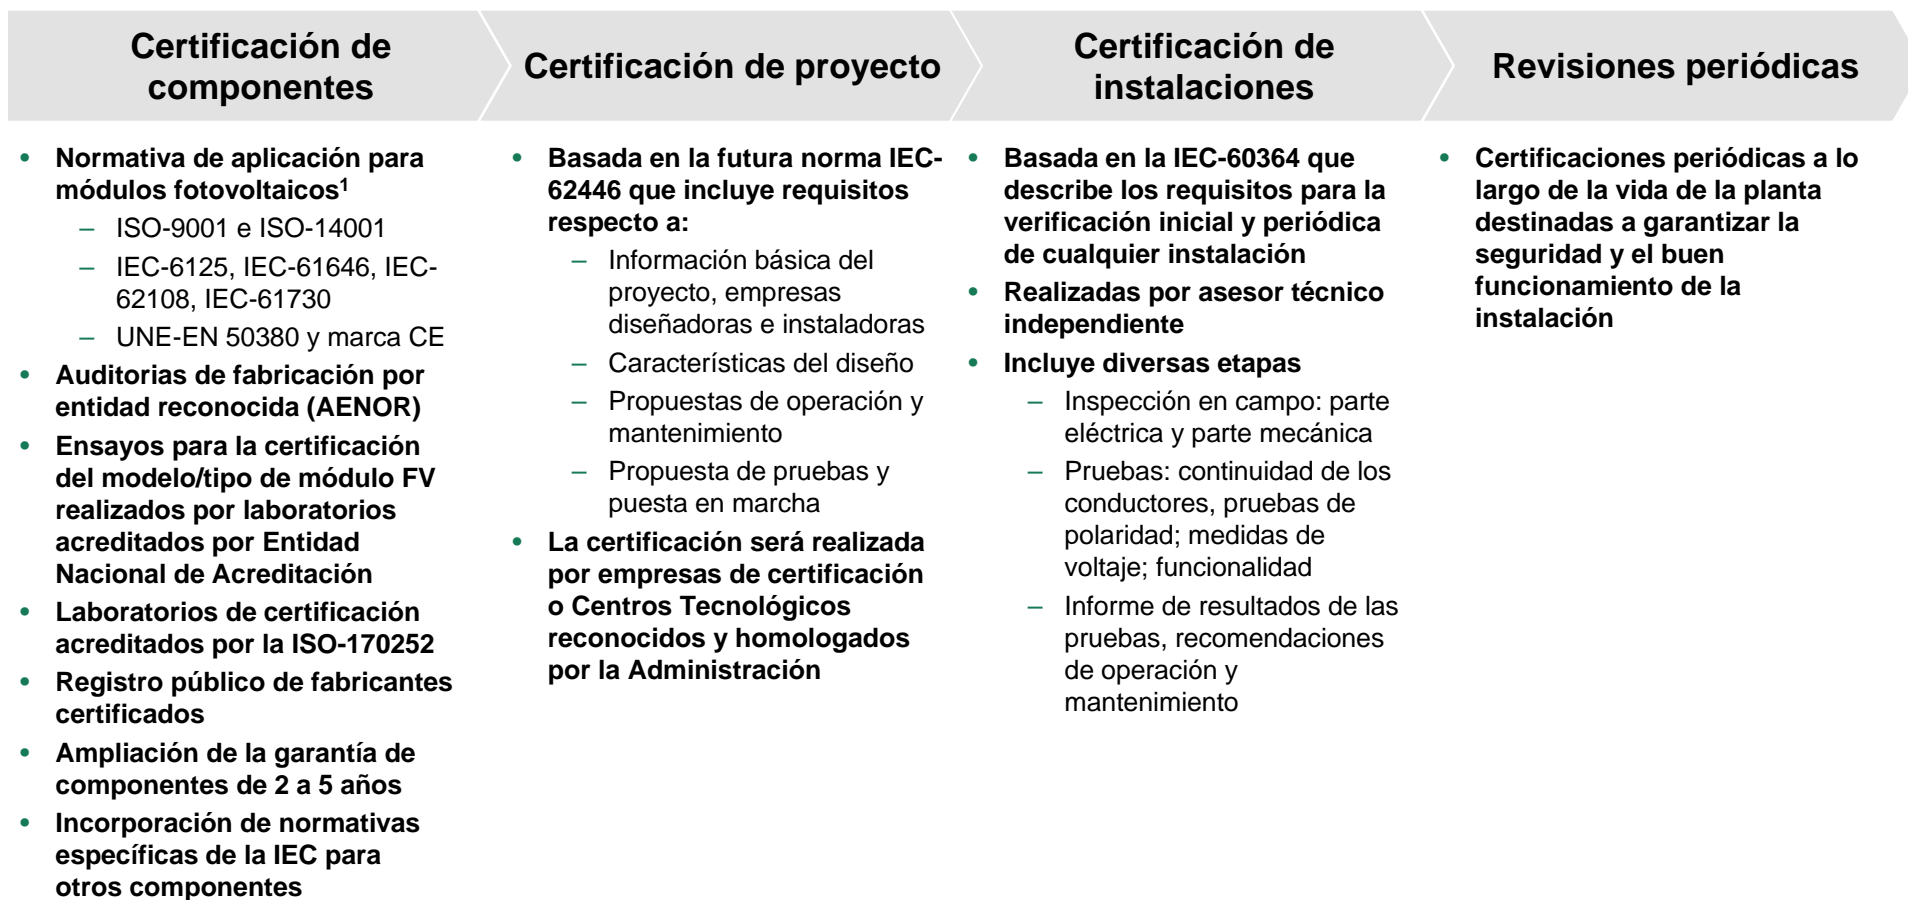 Certificación de
componentes
Certificación de proyecto
Certificación de
instalaciones
Revisiones periódicas
• Normativa de aplicación para
módulos fotovoltaicos¹
– ISO-9001 e ISO-14001
– IEC-6125, IEC-61646, IEC-
62108, IEC-61730
– UNE-EN 50380 y marca CE
• Auditorias de fabricación por
entidad reconocida (AENOR)
• Ensayos para la certificación
del modelo/tipo de módulo FV
realizados por laboratorios
acreditados por Entidad
Nacional de Acreditación
• Laboratorios de certificación
acreditados por la ISO-170252
• Registro público de fabricantes
certificados
• Ampliación de la garantía de
componentes de 2 a 5 años
• Incorporación de normativas
específicas de la IEC para
otros componentes
• Basada en la futura norma IEC-
62446 que incluye requisitos
respecto a:
– Información básica del
proyecto, empresas
diseñadoras e instaladoras
– Características del diseño
– Propuestas de operación y
mantenimiento
– Propuesta de pruebas y
puesta en marcha
• La certificación será realizada
por empresas de certificación
o Centros Tecnológicos
reconocidos y homologados
por la Administración
• Basada en la IEC-60364 que
describe los requisitos para la
verificación inicial y periódica
de cualquier instalación
• Realizadas por asesor técnico
independiente
• Incluye diversas etapas
– Inspección en campo: parte
eléctrica y parte mecánica
– Pruebas: continuidad de los
conductores, pruebas de
polaridad; medidas de
voltaje; funcionalidad
– Informe de resultados de las
pruebas, recomendaciones
de operación y
mantenimiento
• Certificaciones periódicas a lo
largo de la vida de la planta
destinadas a garantizar la
seguridad y el buen
funcionamiento de la
instalación